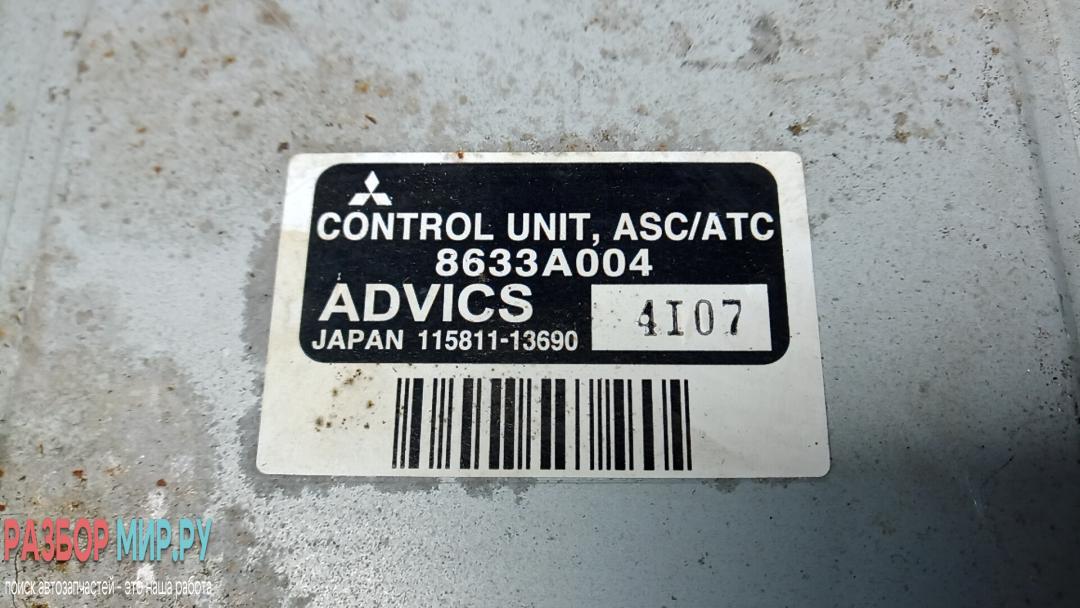 CONTROL UNIT, ASC/ATC
8633A004
ADVICS
4I07
JAPAN 115811-13690
РАЗБОР МИР.РУ
поиск автозапчастей - это наша работа